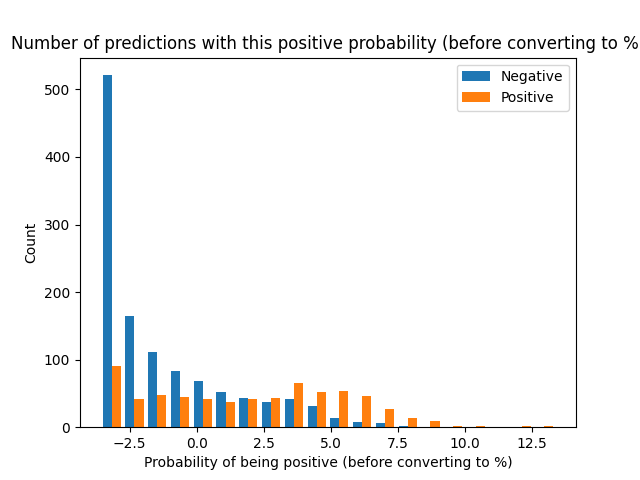 Number of predictions with this positive probability (before converting to %
Negative
Positive
500
400
300
200
100
0
Count
−2.5 0.0 2.5 5.0 7.5 10.0 12.5
Probability of being positive (before converting to %)